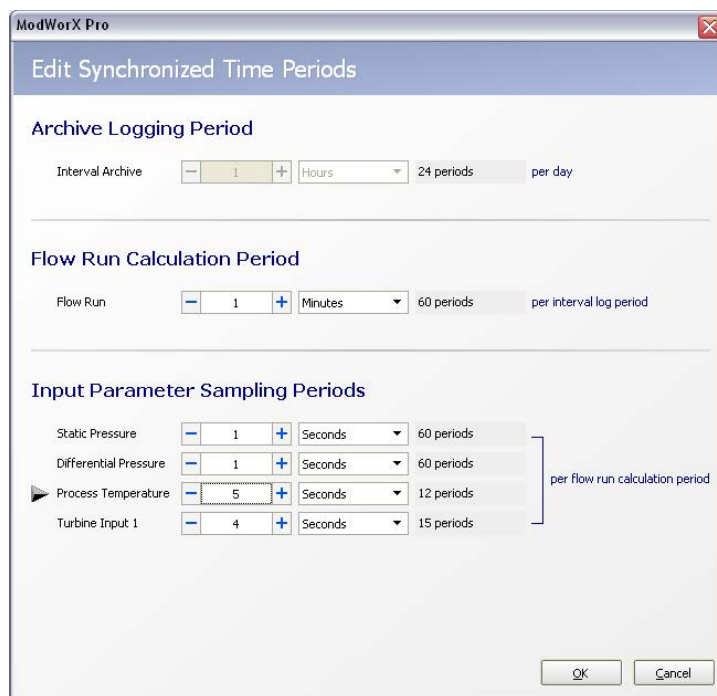 ModWorX Pro
Edit Synchronized Time Periods
Archive Logging Period
Interval Archive 1 Hours 24 periods per day
Flow Run Calculation Period
Flow Run 1 Minutes 60 periods per interval log period
Input Parameter Sampling Periods
Static Pressure 1 Seconds 60 periods
Differential Pressure 1 Seconds 60 periods
per flow run calculation period
Process Temperature 5 Seconds 12 periods
Turbine Input 1 4 Seconds 15 periods
OK Cancel